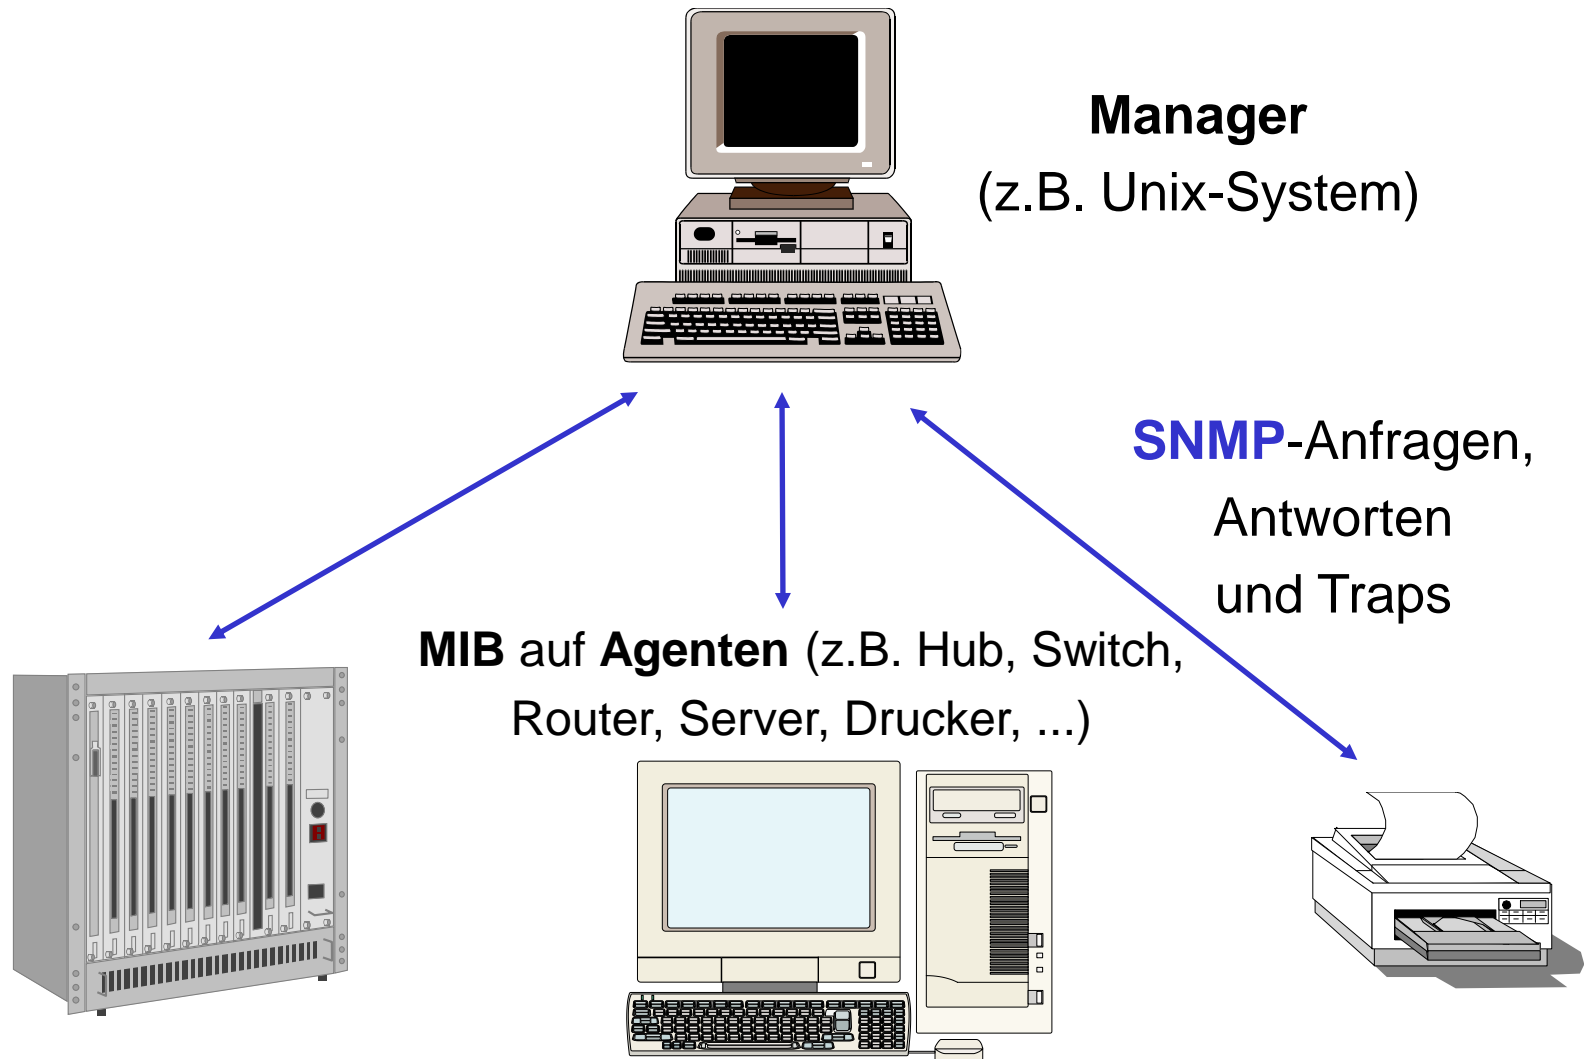 Manager
(z.B. Unix-System)
SNMP-Anfragen,
Antworten
und Traps
MIB auf Agenten (z.B. Hub, Switch,
Router, Server, Drucker, ...)